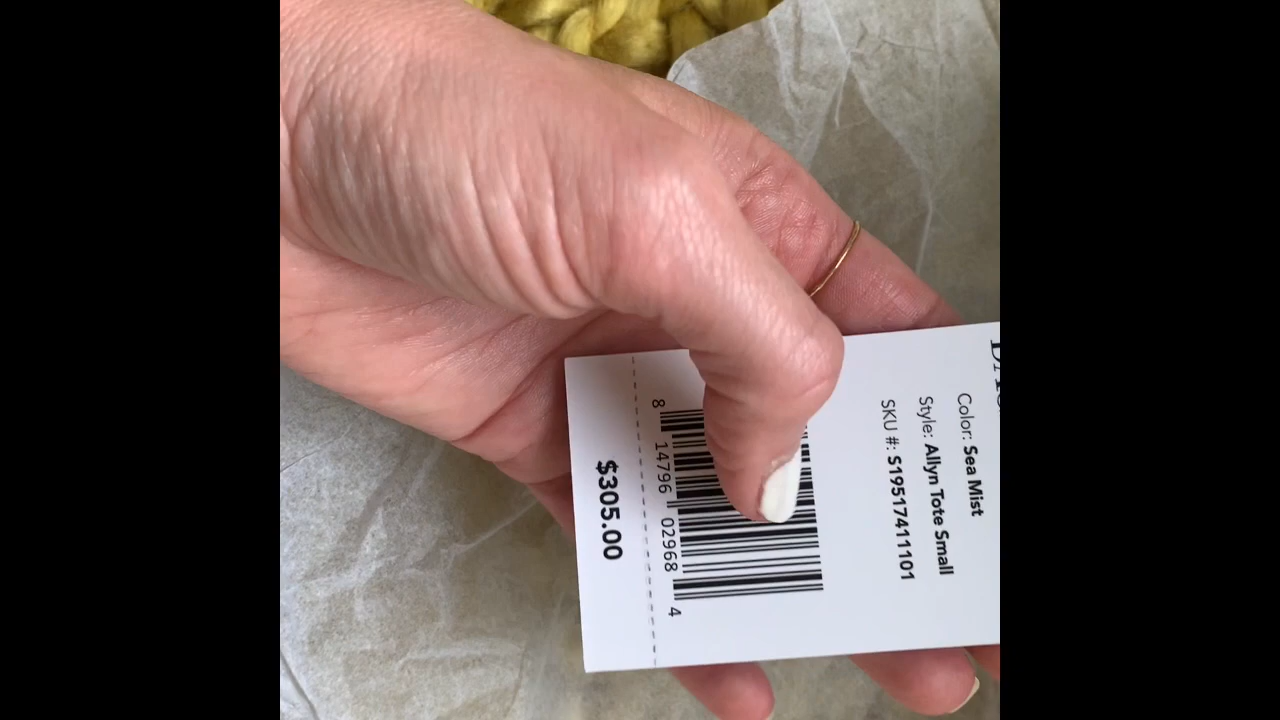 Color: Sea Mist
Style: Allyn Tote Small
SKU #: S19517411101
8 14796 02968 4
$305.00